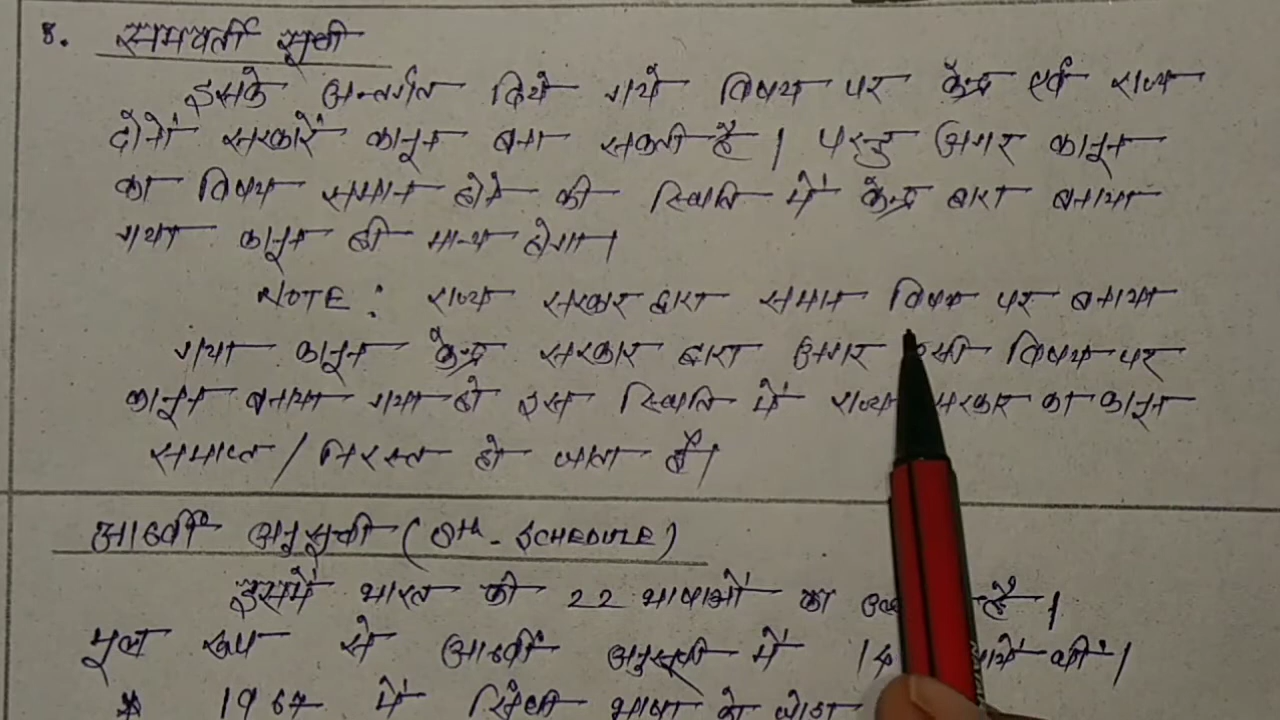 8. समवर्ती सूची
इसके अन्तर्गत दिये गये विषय पर केन्द्र एवं राज्य
दोनों सरकारें कानून बना सकती है। परन्तु अगर कानून
का विषय समान होने की स्थिति में केन्द्र द्वारा बनाया
गया कानून ही मान्य होगा।
NOTE: राज्य सरकार द्वारा समान विषय पर बनाया
गया कानून केन्द्र सरकार द्वारा अगर उसी विषय पर
कानून बनाया गया हो इस स्थिति में राज्य सरकार का कानून
समाप्त / निरस्त हो जाता है।
आठवीं अनुसूची (8th - SCHEDULE)
इसमें भारत की 22 भाषाओं का है।
मूल रूप से आठवीं अनुसूची में 14 थी।
* 1967 में सिंधी भाषा को जोड़ा